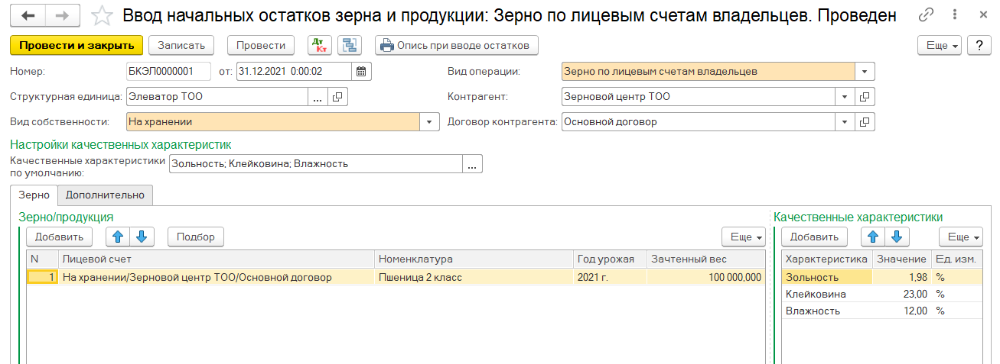 Ввод начальных остатков зерна и продукции: Зерно по лицевым счетам владельцев. Проведен
Провести и закрыть Записать Провести Дт Кт Опись при вводе остатков Еще ?
Номер: БКЭЛ0000001 от: 31.12.2021 0:00:02 Вид операции: Зерно по лицевым счетам владельцев
Структурная единица: Элеватор ТОО ... Контрагент: Зерновой центр ТОО
Вид собственности: На хранении Договор контрагента: Основной договор
Настройки качественных характеристик
Качественные характеристики по умолчанию: Зольность; Клейковина; Влажность ...
Зерно Дополнительно
Зерно/продукция Качественные характеристики
Добавить Подбор Еще Добавить Еще
N Лицевой счет Номенклатура Год урожая Зачтенный вес Характеристика Значение Ед. изм.
1 На хранении/Зерновой центр ТОО/Основной договор Пшеница 2 класс 2021 г. 100 000,000 Зольность 1,98 %
Клейковина 23,00 %
Влажность 12,00 %